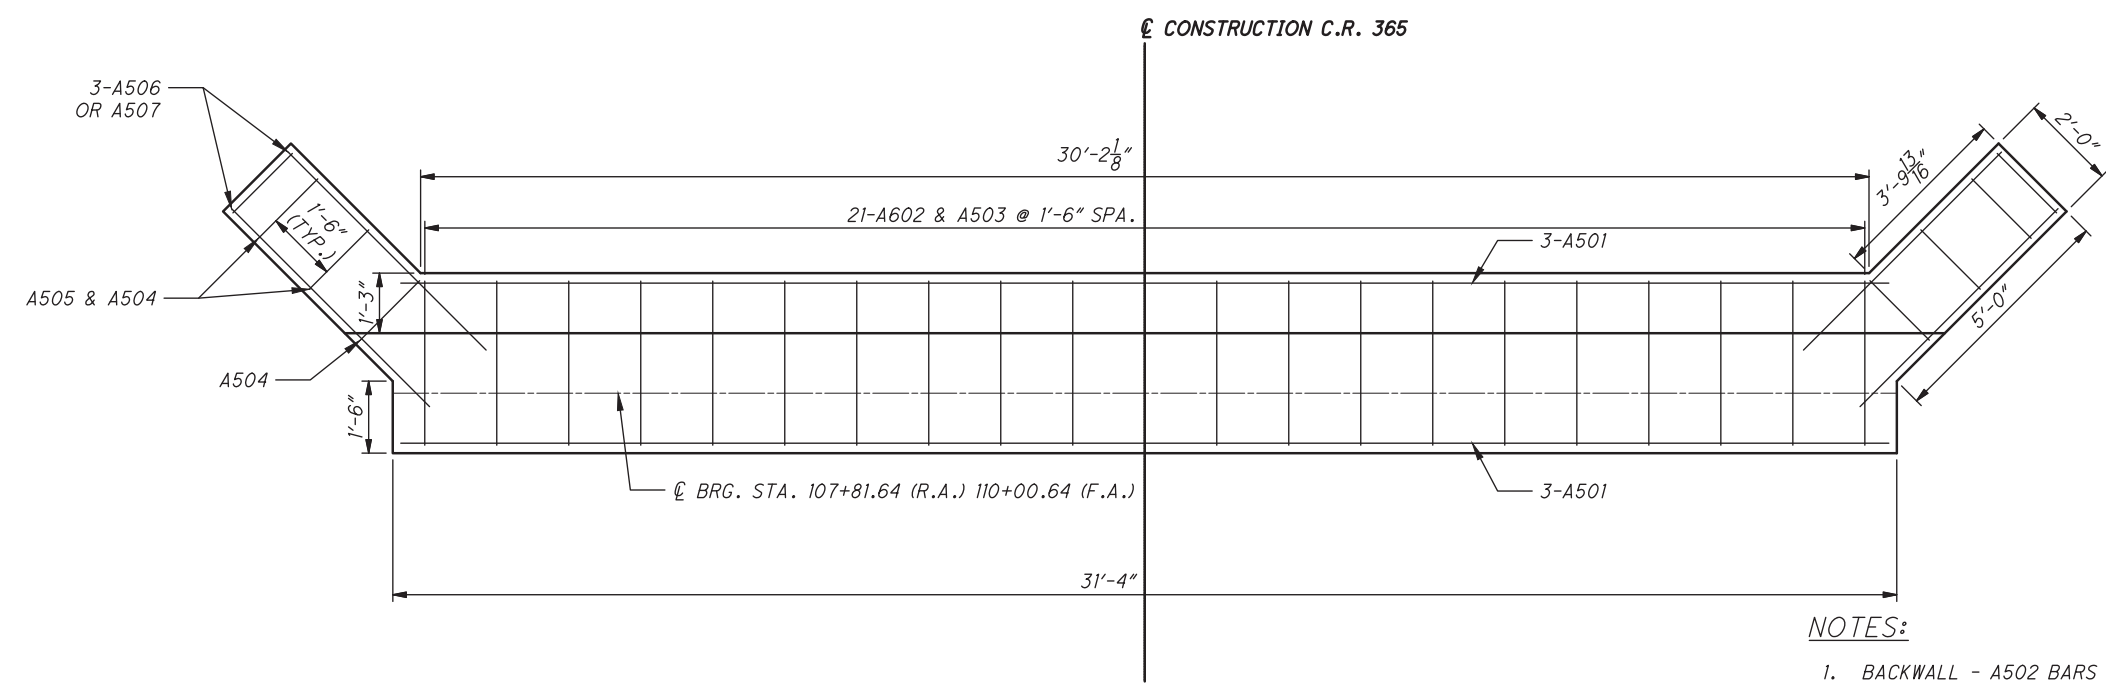 ℄ CONSTRUCTION C.R. 365
3-A506
OR A507
30'-2 1/8"
3'-9 13/16"
2'-0"
21-A602 & A503 @ 1'-6" SPA.
1'-6"
(TYP.)
3-A501
A505 & A504
1'-3"
5'-0"
A504
1'-6"
℄ BRG. STA. 107+81.64 (R.A.) 110+00.64 (F.A.)
3-A501
31'-4"
NOTES:
1. BACKWALL - A502 BARS